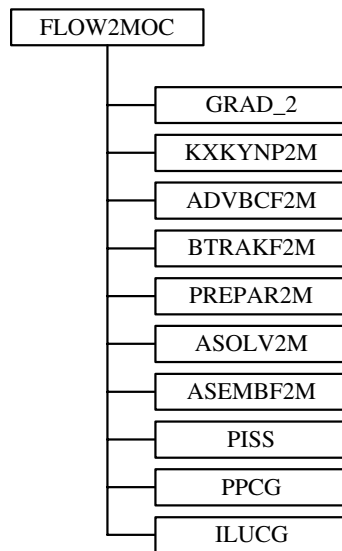 FLOW2MOC
GRAD_2
KXKYNP2M
ADVBCF2M
BTRAKF2M
PREPAR2M
ASOLV2M
ASEMBF2M
PISS
PPCG
ILUCG